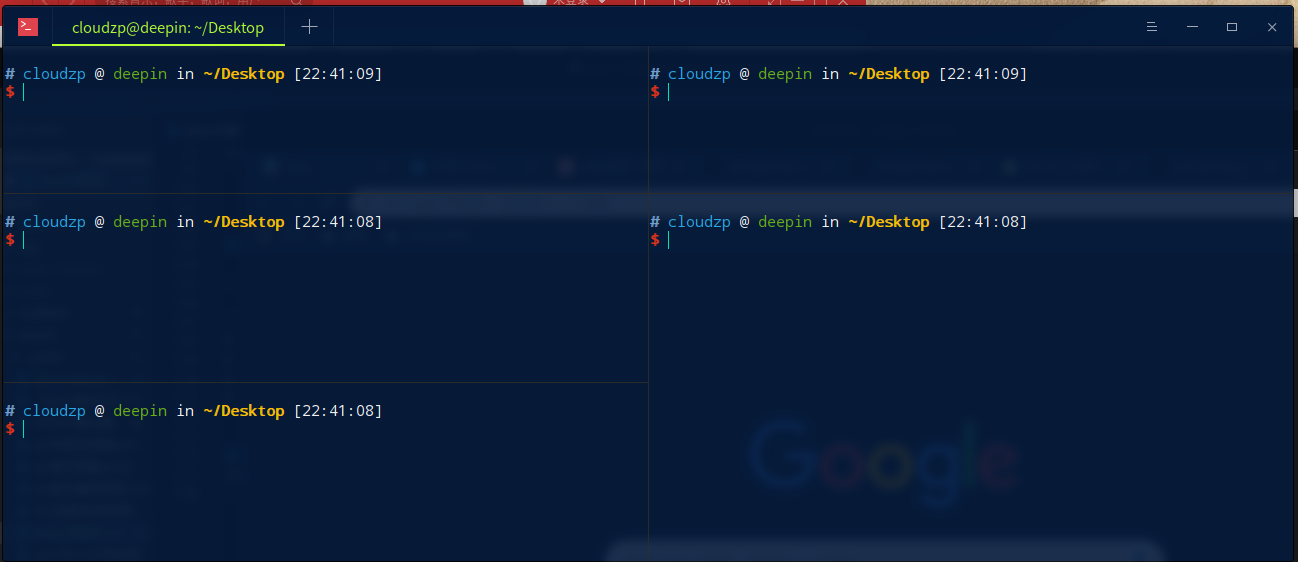 cloudzp@deepin: ~/Desktop
# cloudzp @ deepin in ~/Desktop [22:41:09]
$
# cloudzp @ deepin in ~/Desktop [22:41:09]
$
# cloudzp @ deepin in ~/Desktop [22:41:08]
$
# cloudzp @ deepin in ~/Desktop [22:41:08]
$
# cloudzp @ deepin in ~/Desktop [22:41:08]
$
Google